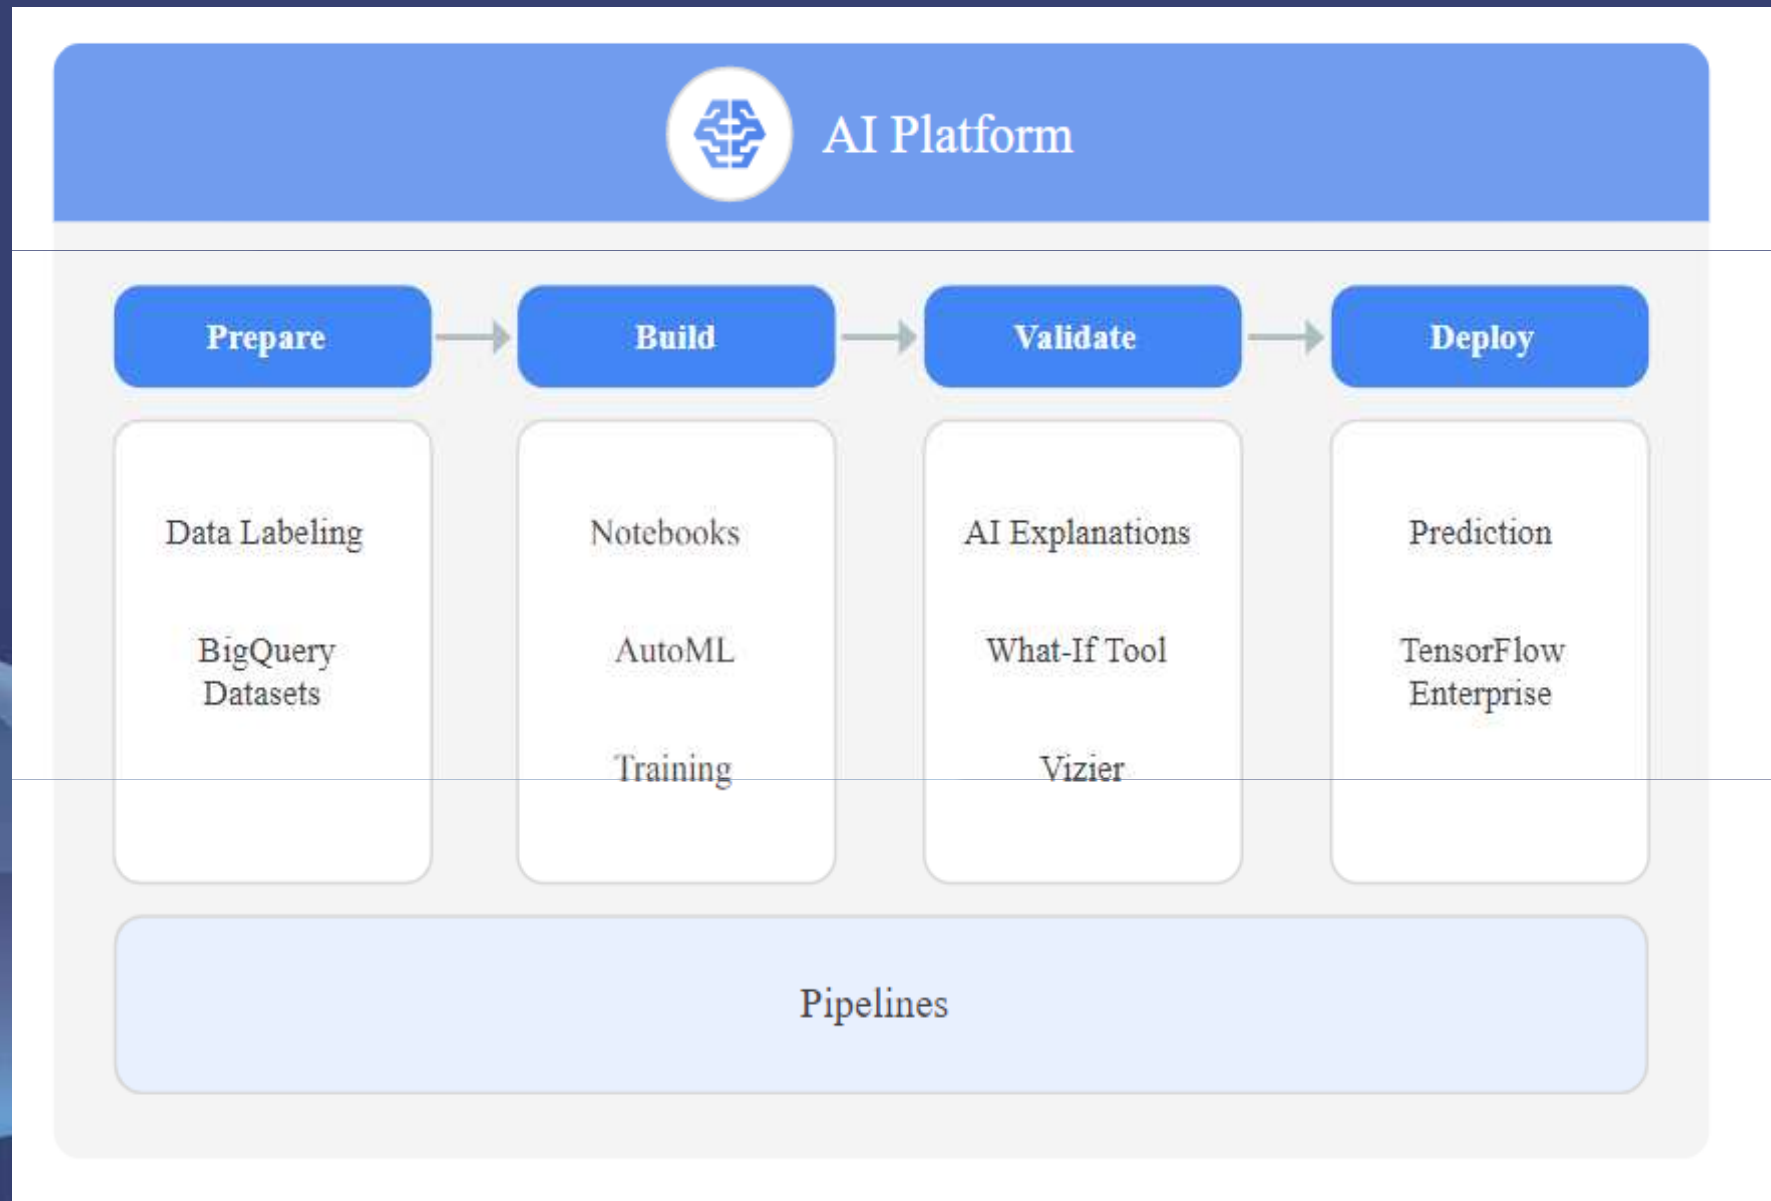 AI Platform
Prepare
Build
Validate
Deploy
Data Labeling
BigQuery
Datasets
Notebooks
AutoML
Training
AI Explanations
What-If Tool
Vizier
Prediction
TensorFlow
Enterprise
Pipelines